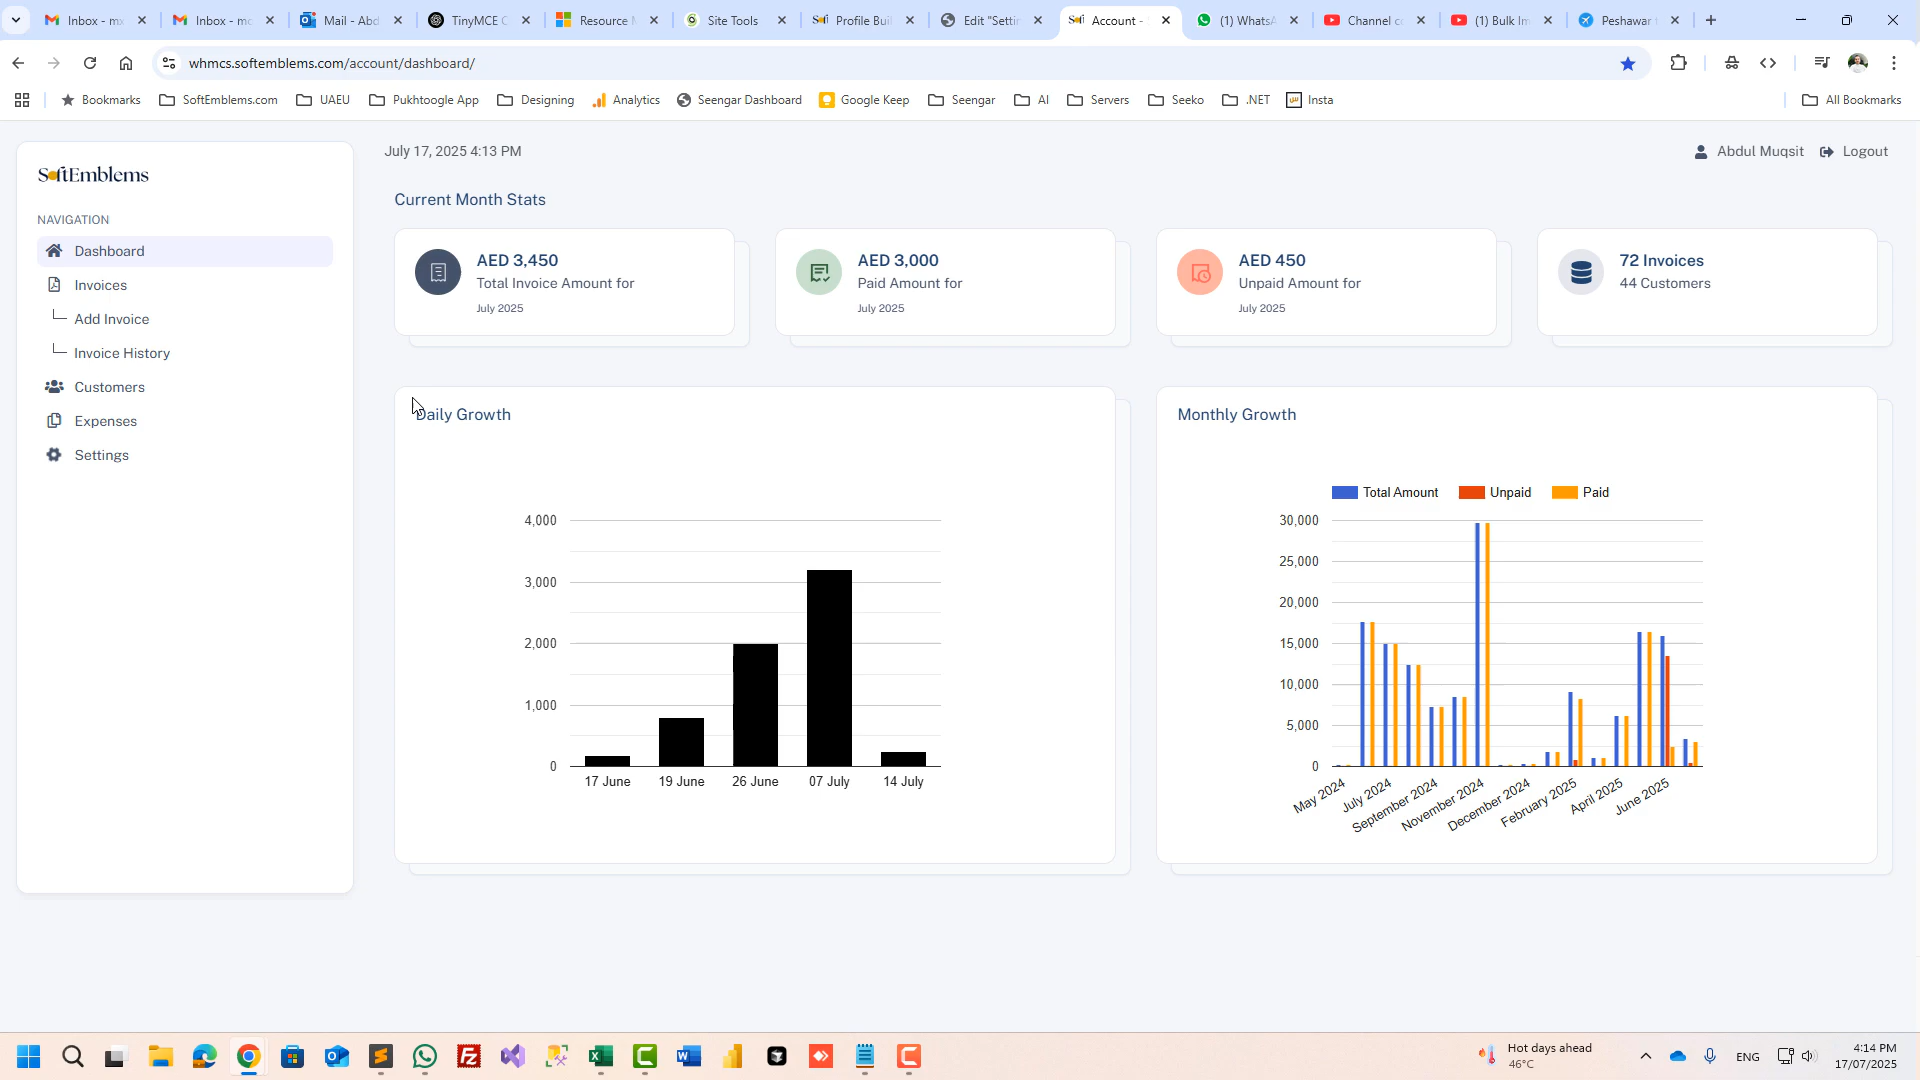 Inbox - mx
Inbox - mo
Mail - Abd
TinyMCE C
Resource M
Site Tools
Profile Bui
Edit "Settin
Account -
(1) WhatsA
Channel co
(1) Bulk Im
Peshawar t
whmcs.softemblems.com/account/dashboard/
Bookmarks
SoftEmblems.com
UAEU
Pukhtoogle App
Designing
Analytics
Seengar Dashboard
Google Keep
Seengar
AI
Servers
Seeko
.NET
Insta
All Bookmarks
SoftEmblems
NAVIGATION
Dashboard
Invoices
Add Invoice
Invoice History
Customers
Expenses
Settings
July 17, 2025 4:13 PM
Abdul Muqsit
Logout
Current Month Stats
AED 3,450
Total Invoice Amount for
July 2025
AED 3,000
Paid Amount for
July 2025
AED 450
Unpaid Amount for
July 2025
72 Invoices
44 Customers
Daily Growth
4,000
3,000
2,000
1,000
0
17 June
19 June
26 June
07 July
14 July
Monthly Growth
Total Amount
Unpaid
Paid
30,000
25,000
20,000
15,000
10,000
5,000
0
May 2024
July 2024
September 2024
November 2024
December 2024
February 2025
April 2025
June 2025
Hot days ahead
46°C
ENG
4:14 PM
17/07/2025